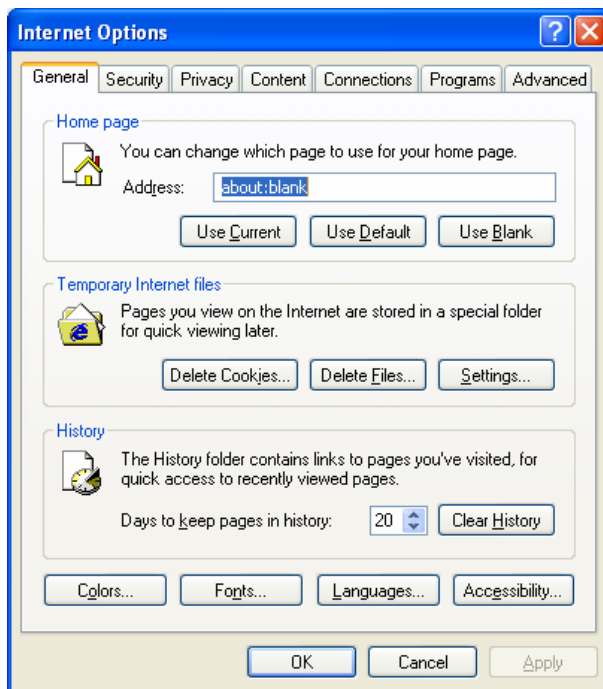 Internet Options
General Security Privacy Content Connections Programs Advanced
Home page
You can change which page to use for your home page.
Address: about:blank
Use Current Use Default Use Blank
Temporary Internet files
Pages you view on the Internet are stored in a special folder
for quick viewing later.
Delete Cookies... Delete Files... Settings...
History
The History folder contains links to pages you've visited, for
quick access to recently viewed pages.
Days to keep pages in history: 20 Clear History
Colors... Fonts... Languages... Accessibility...
OK Cancel Apply